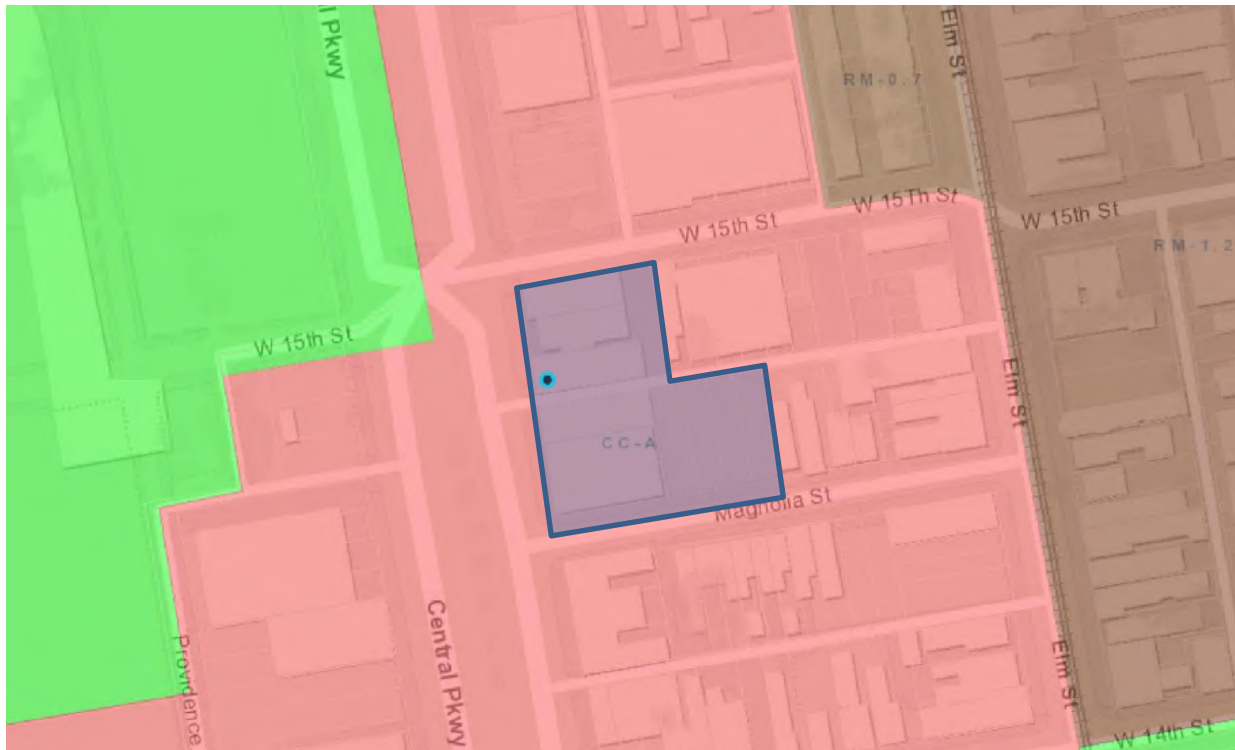 l Pkwy
Elm St
RM-0.7
W 15Th St
W 15th St
W 15th St
RM-1.2
W 15th St
Elm St
CC-A
Magnolia St
Central Pkwy
Providence
Elm St
W 14th St